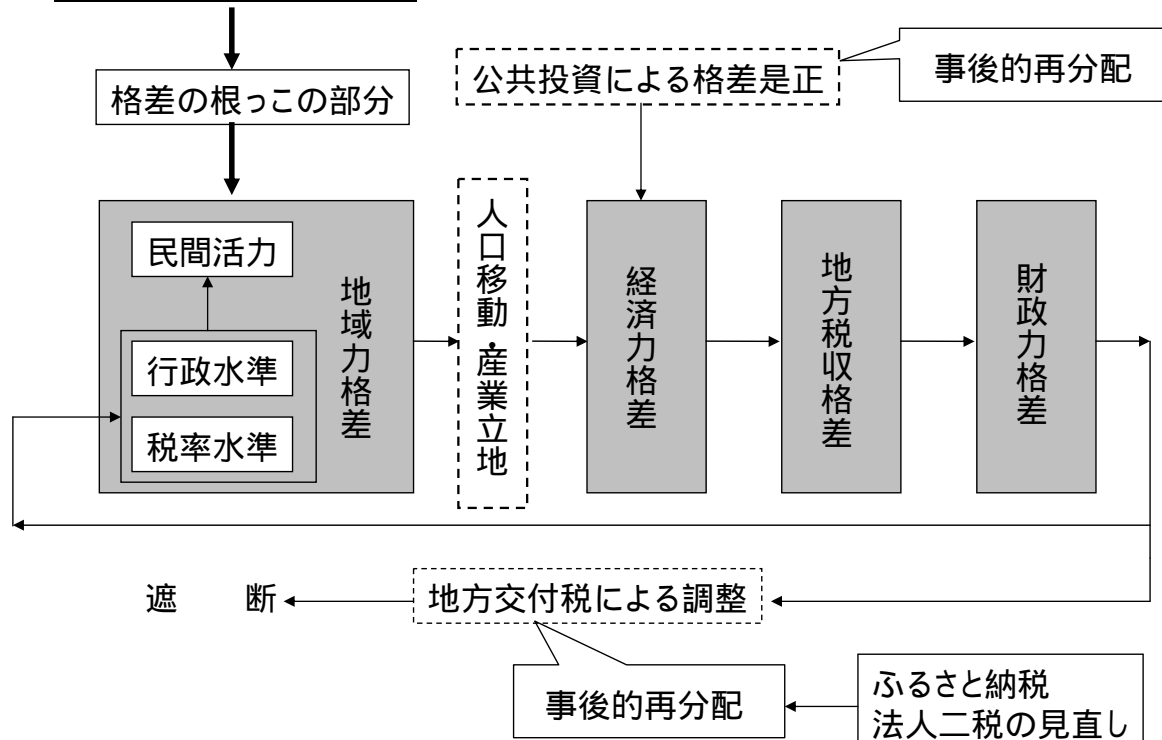 公共投資による格差是正
事後的再分配
格差の根っこの部分
民間活力
行政水準
税率水準
地域力格差
人口移動・産業立地
経済力格差
地方税収格差
財政力格差
遮　断
地方交付税による調整
事後的再分配
ふるさと納税
法人二税の見直し